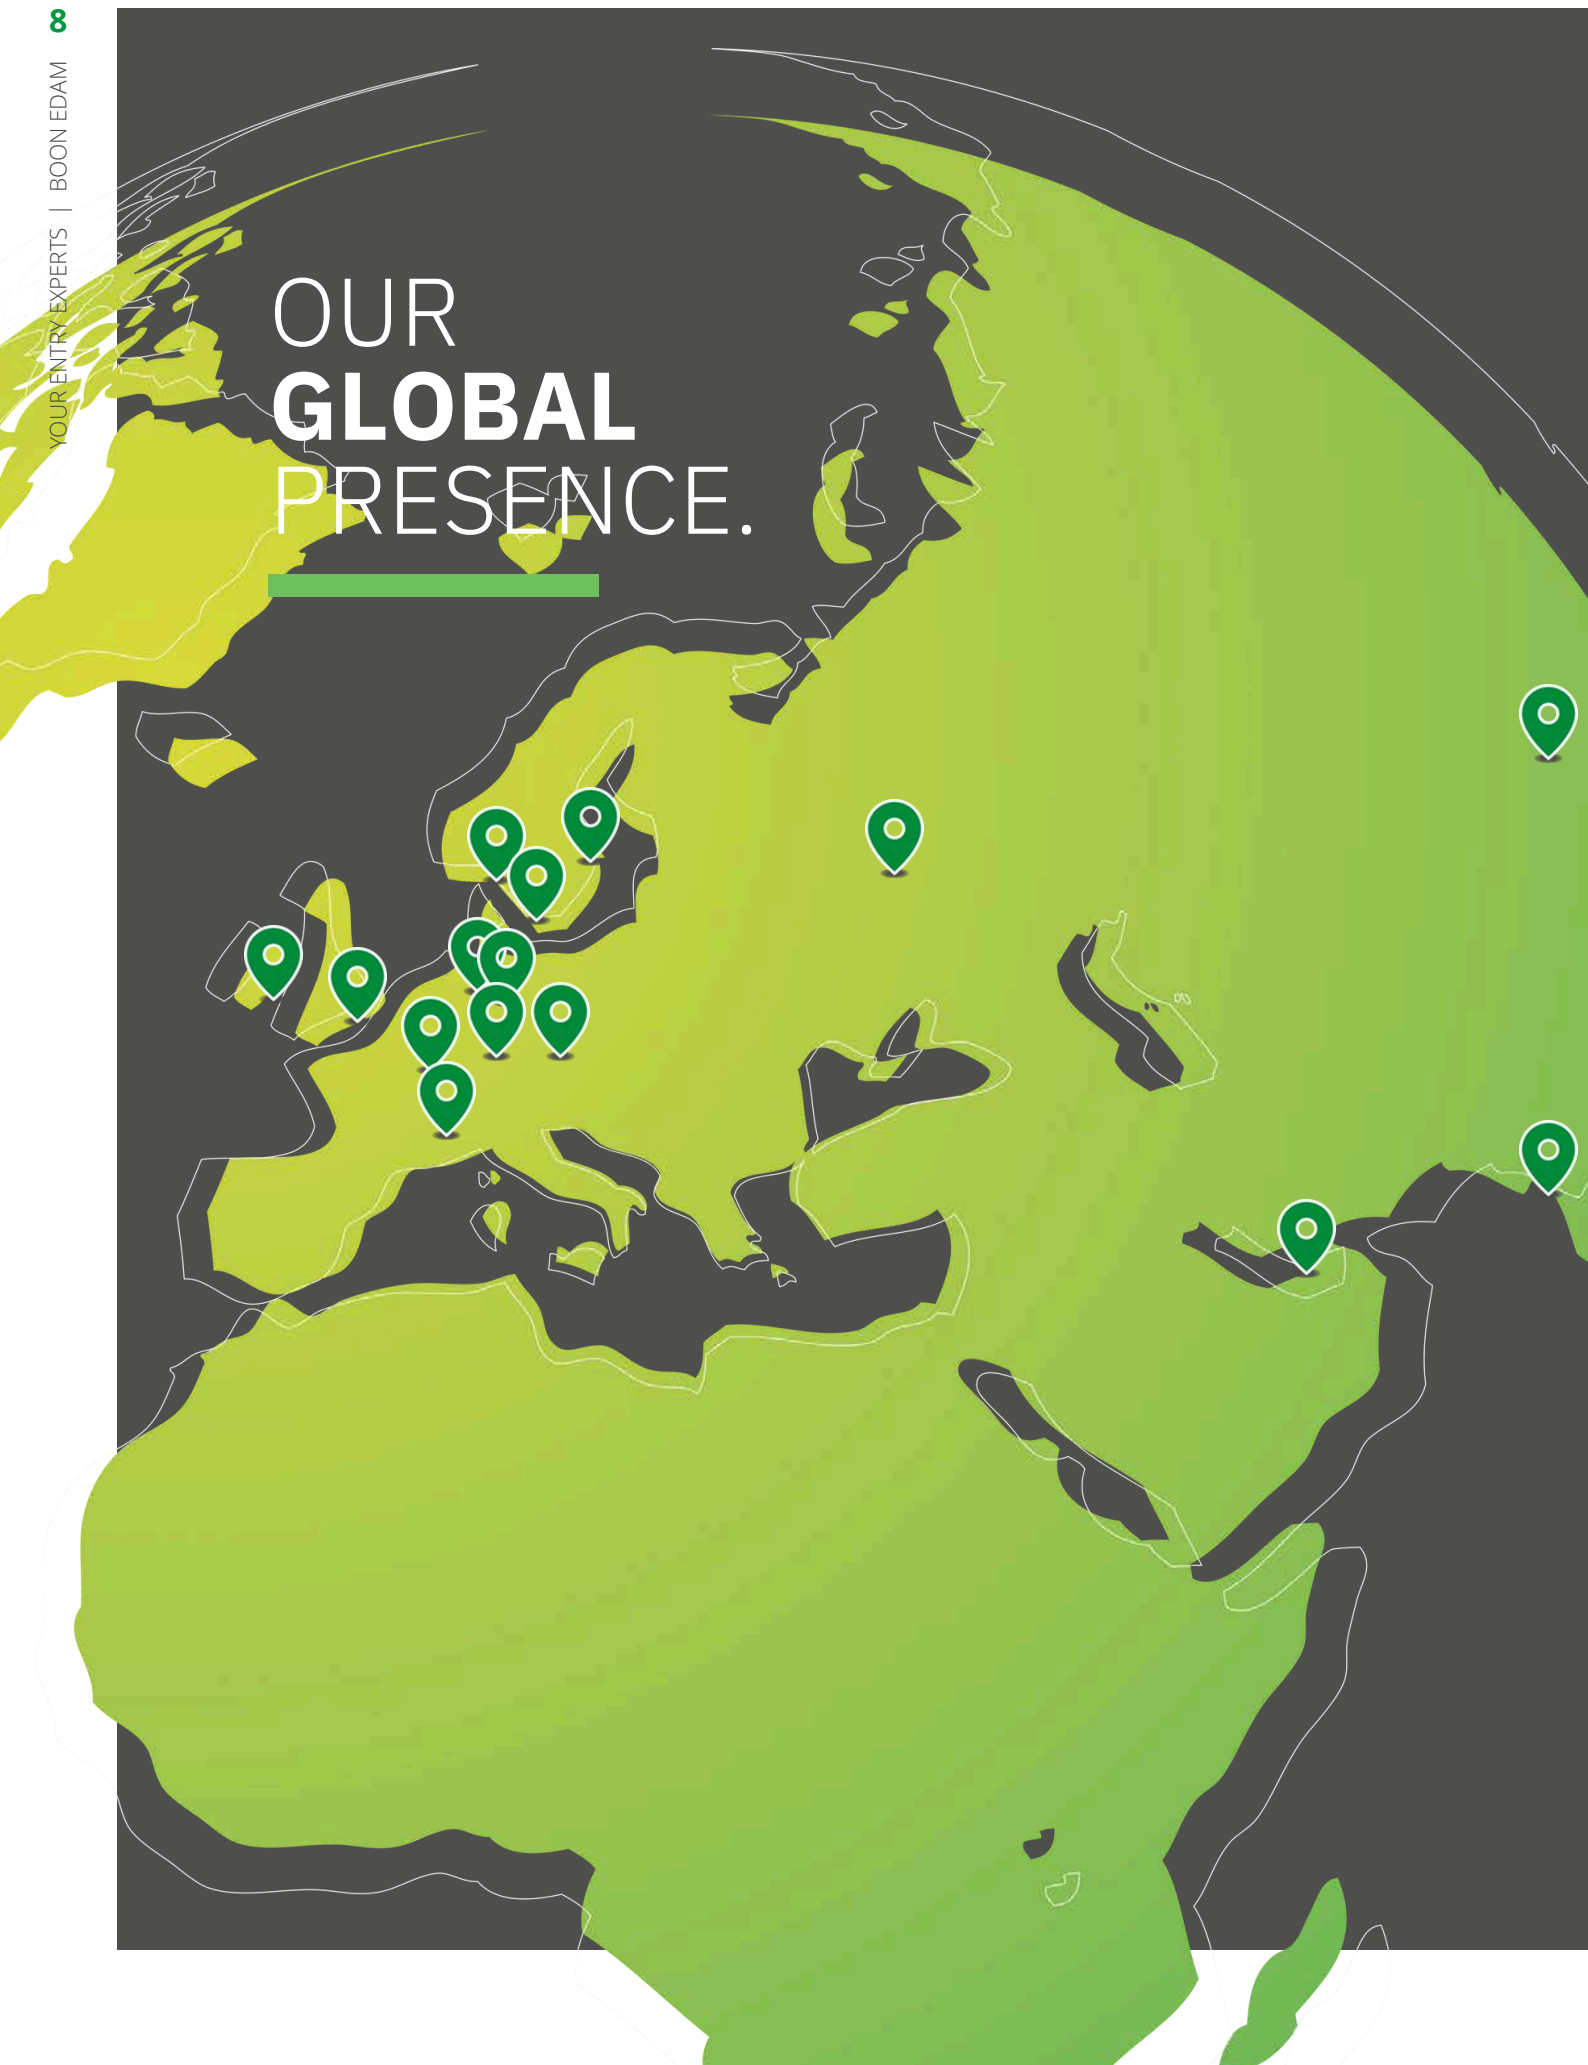 8
YOUR ENTRY EXPERTS | BOON EDAM
OUR
GLOBAL
PRESENCE.